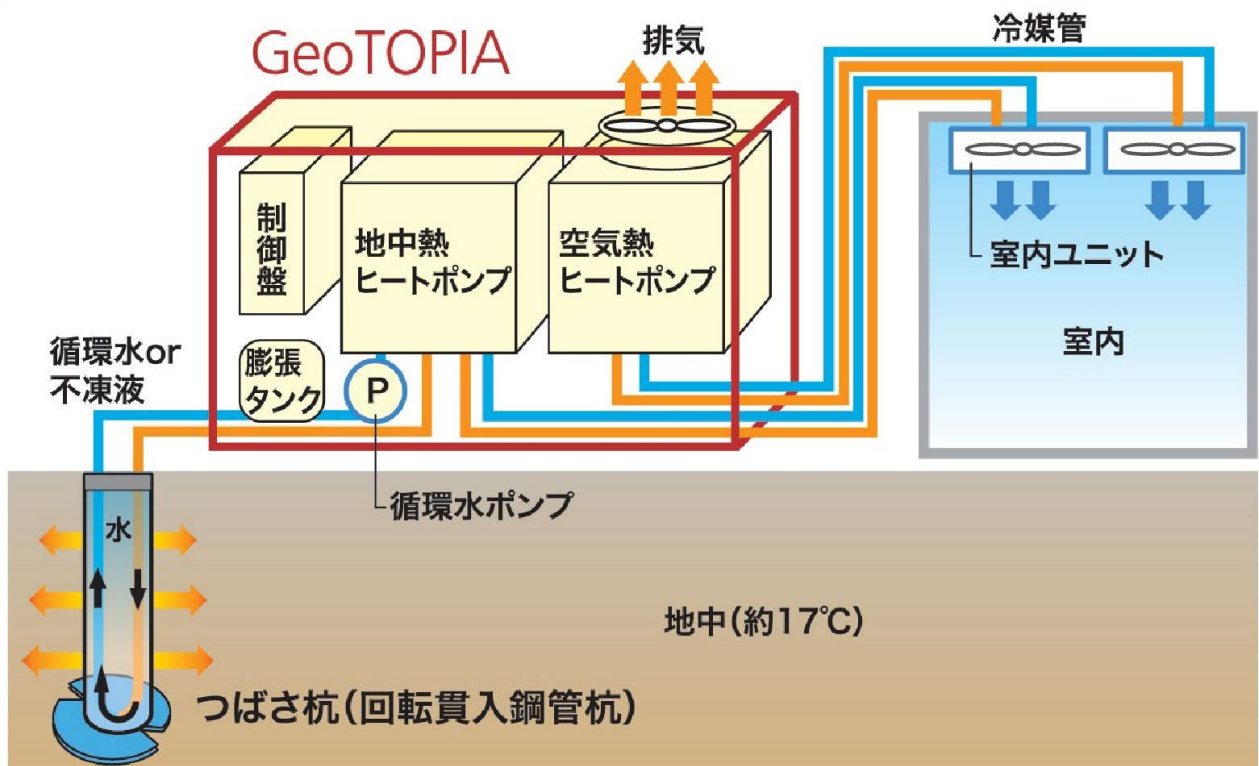 GeoTOPIA
排気
冷媒管
制御盤
地中熱
ヒートポンプ
空気熱
ヒートポンプ
室内ユニット
室内
循環水or
不凍液
膨張
タンク
P
循環水ポンプ
水
地中(約17℃)
つばさ杭(回転貫入鋼管杭)